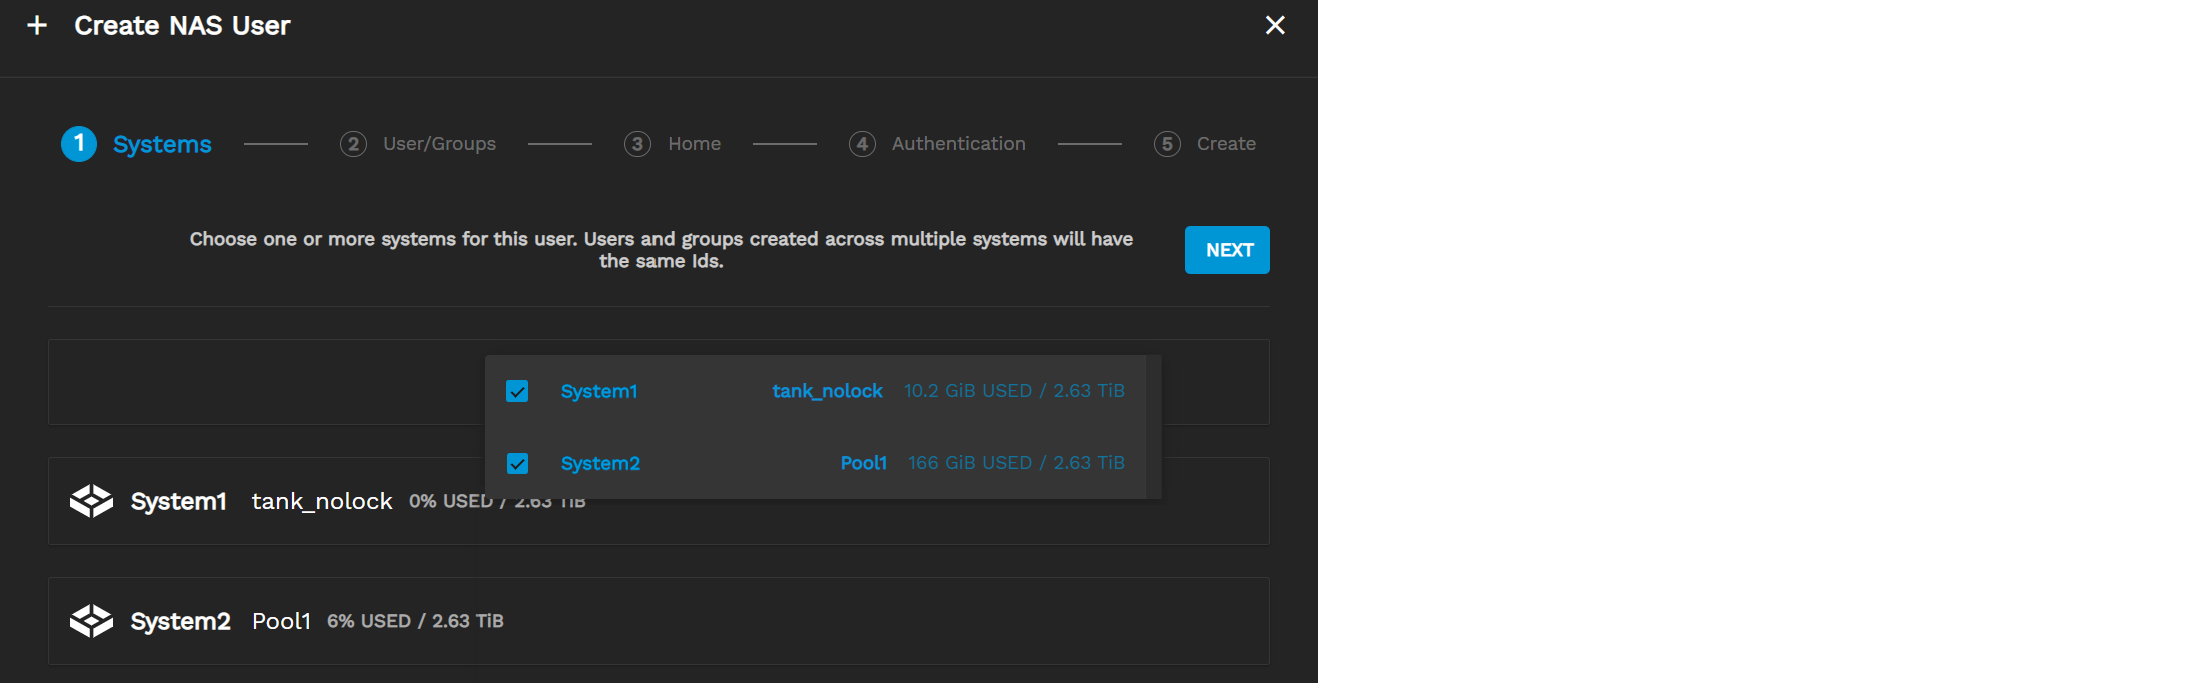 Create NAS User
1 Systems 2 User/Groups 3 Home 4 Authentication 5 Create
Choose one or more systems for this user. Users and groups created across multiple systems will have
the same Ids.
NEXT
System1 tank_nolock 10.2 GiB USED / 2.63 TiB
System2 Pool1 166 GiB USED / 2.63 TiB
System1 tank_nolock 0% USED / 2.63 TiB
System2 Pool1 6% USED / 2.63 TiB